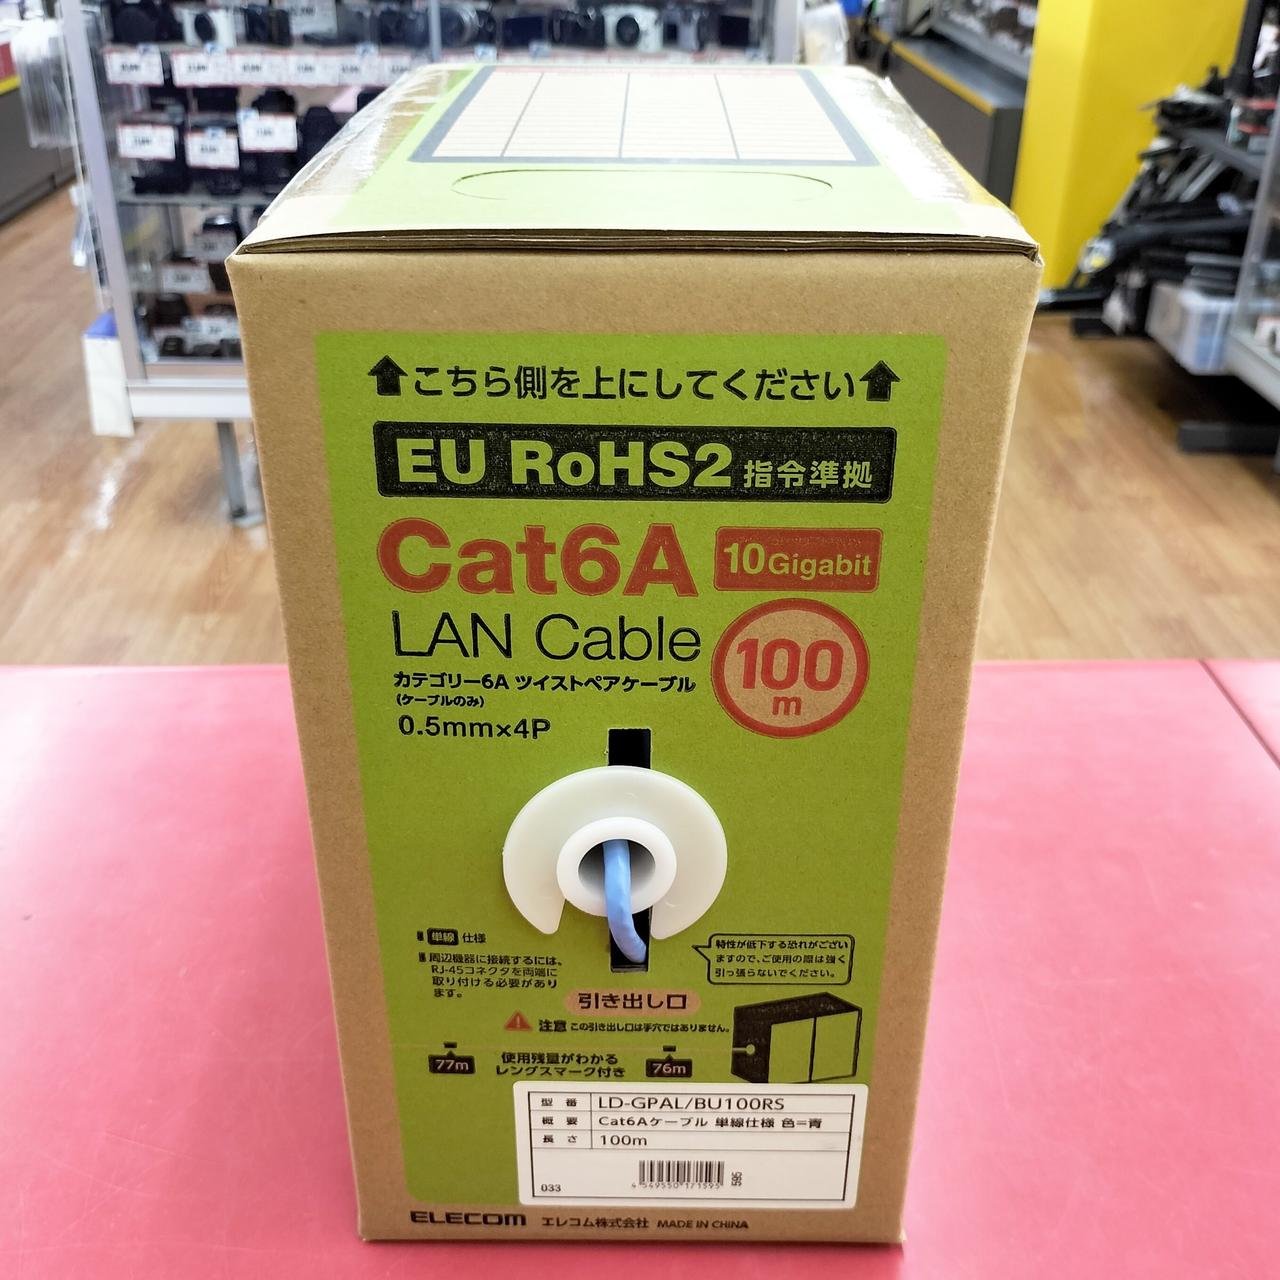 こちら側を上にしてください
EU RoHS2 指令準拠
Cat6A 10Gigabit
LAN Cable
100m
カテゴリー6A ツイストペアケーブル
(ケーブルのみ)
0.5mm×4P
単線 仕様
周辺機器に接続するには、
RJ-45コネクタを両端に
取り付ける必要があり
ます。
特性が低下する恐れがござい
ますので、ご使用の際は強く
引っ張らないでください。
引き出し口
注意 この引き出し口は手穴ではありません。
77m
使用残量がわかる
レングスマーク付き
76m
型番 LD-GPAL/BU100RS
概要 Cat6Aケーブル 単線仕様 色=青
長さ 100m
033
4 549550 171595
595
ELECOM エレコム株式会社 MADE IN CHINA